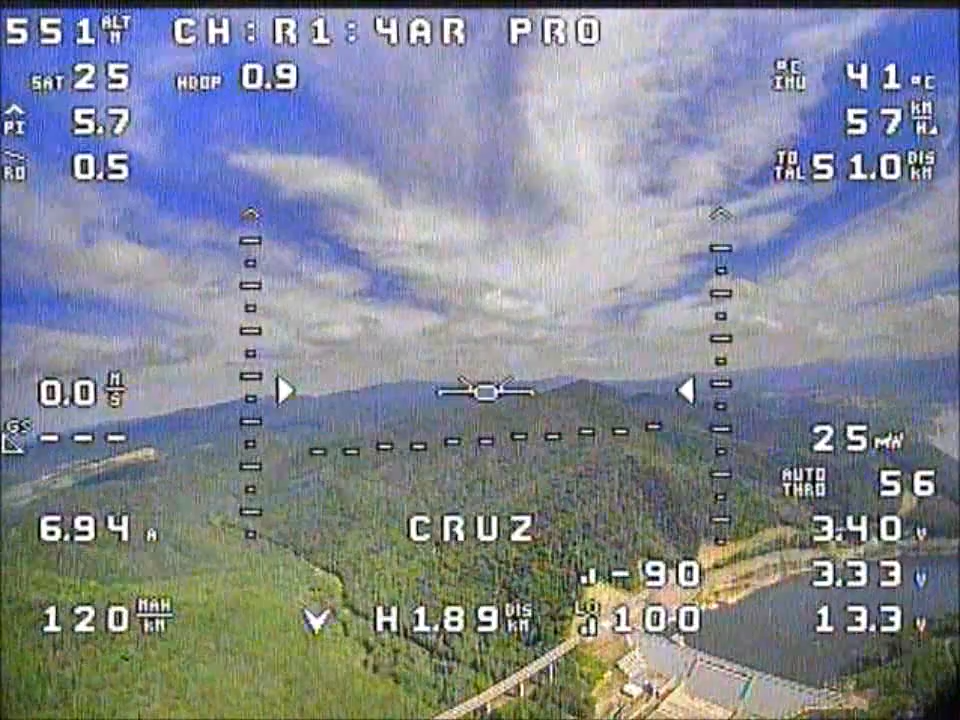 551 ALT M CH:R1:4AR PRO
SAT 25 HDOP 0.9 °C IMU 41 °C
PI 5.7 57 KM H
RO 0.5 TO TAL 51.0 DIS KM
0.0 M S
GS --- 25 MW
AUTO THRO 56
6.94 A CRUZ 3.40 V
-90 3.33 V
120 MAH KM H 1.89 DIS KM LQ 100 13.3 V